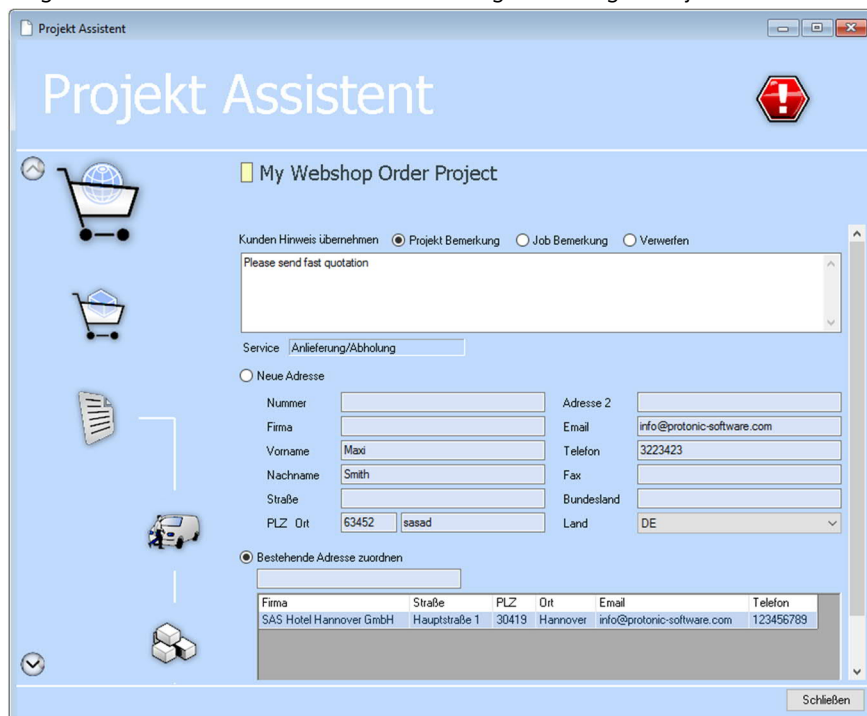 Projekt Assistent
Projekt Assistent
My Webshop Order Project
Kunden Hinweis übernehmen Projekt Bemerkung Job Bemerkung Verwerfen
Please send fast quotation
Service Anlieferung/Abholung
Neue Adresse
Nummer Adresse 2
Firma Email info@protonic-software.com
Vorname Maxi Telefon 3223423
Nachname Smith Fax
Straße Bundesland
PLZ Ort 63452 sasad Land DE
Bestehende Adresse zuordnen
Firma Straße PLZ Ort Email Telefon
SAS Hotel Hannover GmbH Hauptstraße 1 30419 Hannover info@protonic-software.com 123456789
Schließen